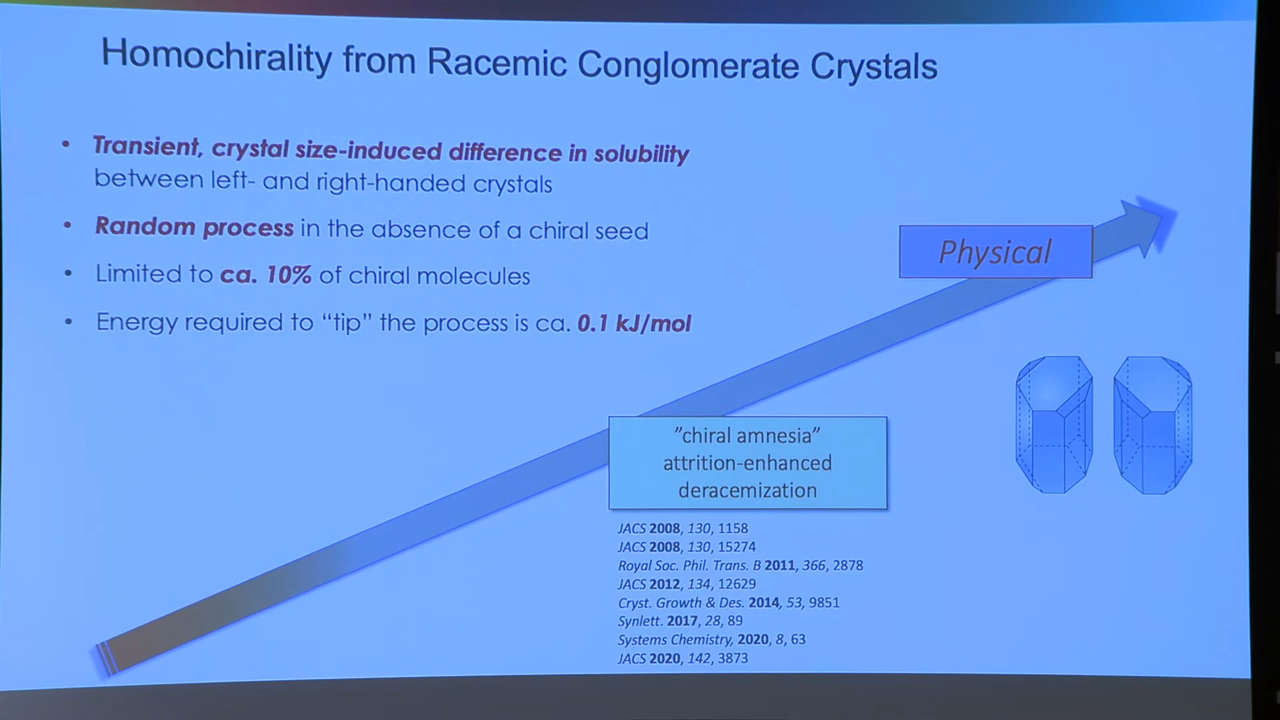 Homochirality from Racemic Conglomerate Crystals
• Transient, crystal size-induced difference in solubility
between left- and right-handed crystals
• Random process in the absence of a chiral seed
• Limited to ca. 10% of chiral molecules
• Energy required to “tip” the process is ca. 0.1 kJ/mol
Physical
”chiral amnesia”
attrition-enhanced
deracemization
JACS 2008, 130, 1158
JACS 2008, 130, 15274
Royal Soc. Phil. Trans. B 2011, 366, 2878
JACS 2012, 134, 12629
Cryst. Growth & Des. 2014, 53, 9851
Synlett. 2017, 28, 89
Systems Chemistry, 2020, 8, 63
JACS 2020, 142, 3873